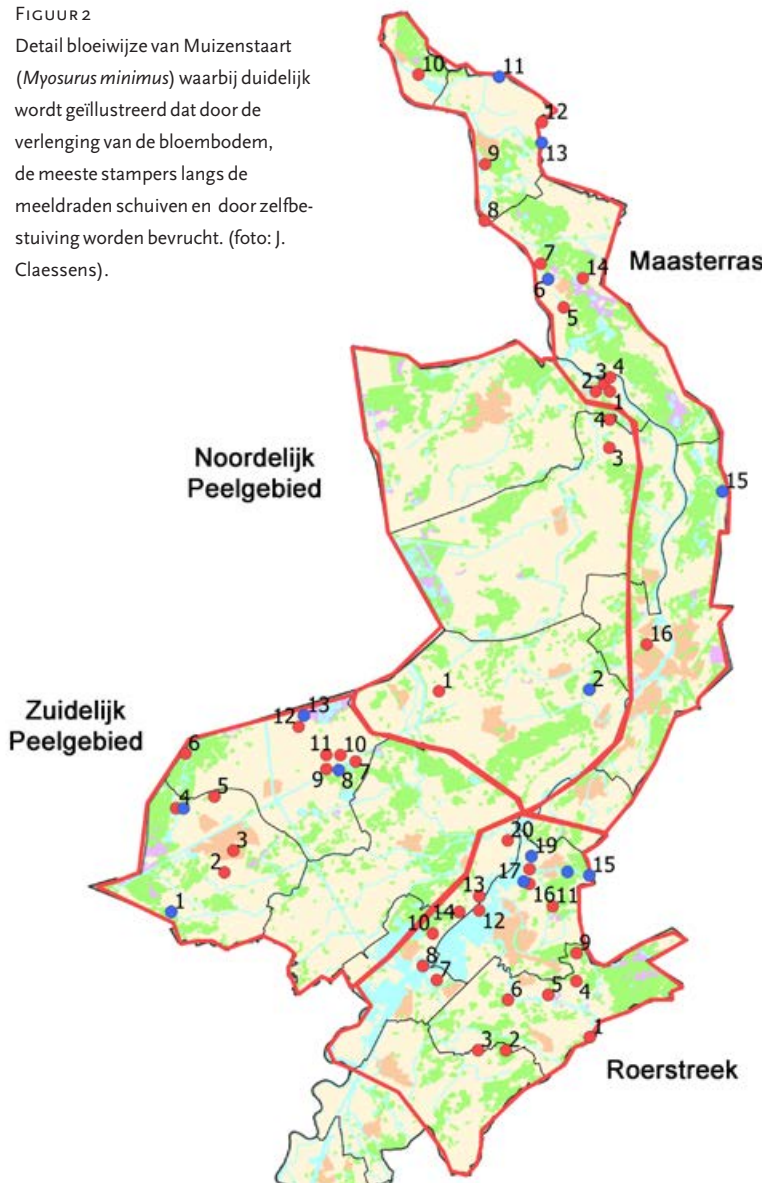 FIGUUR 2
Detail bloeiwijze van Muizenstaart
(Myosurus minimus) waarbij duidelijk
wordt geïllustreerd dat door de
verlenging van de bloembodem,
de meeste stampers langs de
meeldraden schuiven en door zelfbe-
stuiving worden bevrucht. (foto: J.
Claessens).
10
11
12
13
9
8
7
14
Maasterras
6
5
3 4
2
1
4
3
Noordelijk
Peelgebied
15
16
1
2
Zuidelijk
Peelgebied
13
12
6
11 10
9 8 7
5
4
3
2
1
20
19
17
15
13
16 11
14
12
10
9
8
7
6
5
4
3
2
1
Roerstreek